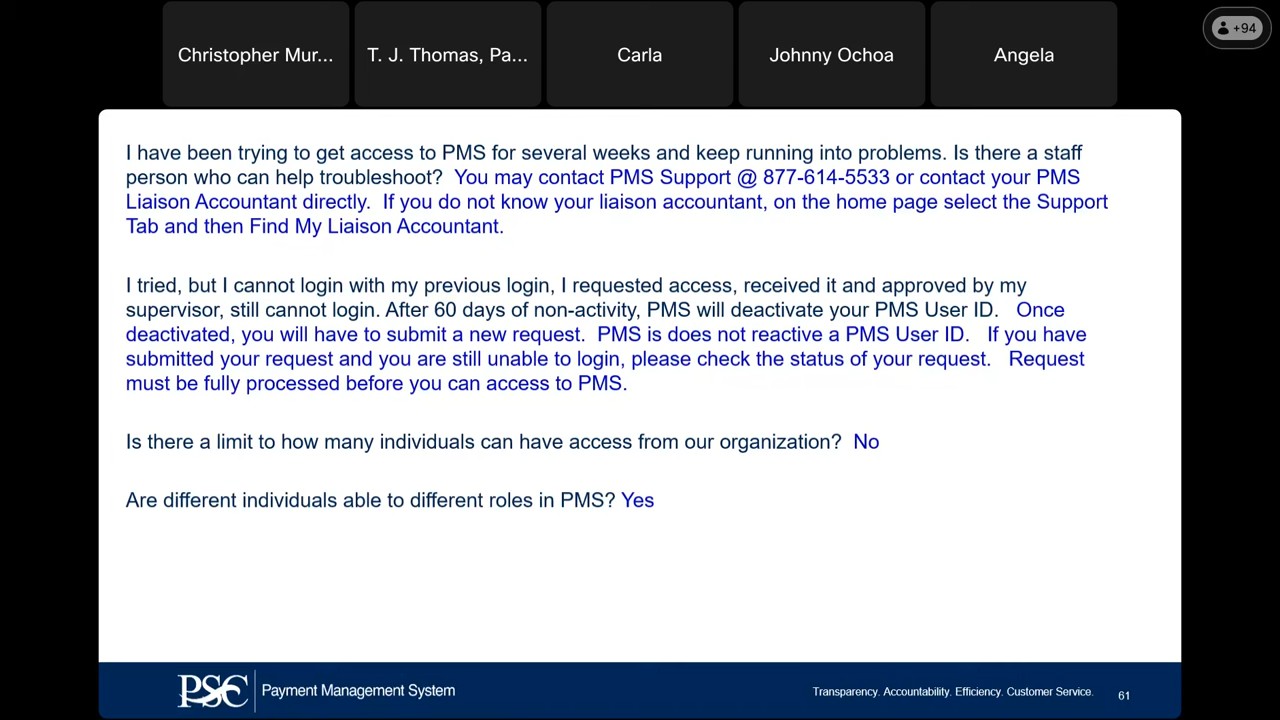 Christopher Mur...
T. J. Thomas, Pa...
Carla
Johnny Ochoa
Angela
+94
I have been trying to get access to PMS for several weeks and keep running into problems. Is there a staff
person who can help troubleshoot? You may contact PMS Support @ 877-614-5533 or contact your PMS
Liaison Accountant directly. If you do not know your liaison accountant, on the home page select the Support
Tab and then Find My Liaison Accountant.
I tried, but I cannot login with my previous login, I requested access, received it and approved by my
supervisor, still cannot login. After 60 days of non-activity, PMS will deactivate your PMS User ID. Once
deactivated, you will have to submit a new request. PMS is does not reactive a PMS User ID. If you have
submitted your request and you are still unable to login, please check the status of your request. Request
must be fully processed before you can access to PMS.
Is there a limit to how many individuals can have access from our organization? No
Are different individuals able to different roles in PMS? Yes
PSC Payment Management System
Transparency. Accountability. Efficiency. Customer Service. 61